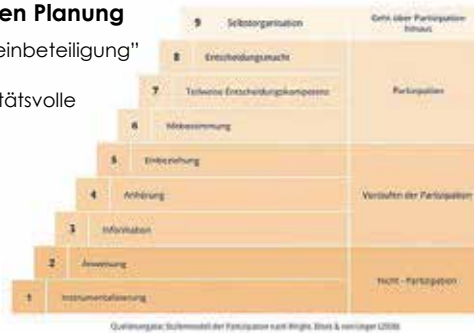 en Planung
einbeteiligung”
tätsvolle
9 Selbstorganisation Geht über Partizipation hinaus
8 Entscheidungsmacht
7 Teilweise Entscheidungskompetenz Partizipation
6 Mitbestimmung
5 Einbeziehung
4 Anhörung Vorstufen der Partizipation
3 Information
2 Anweisung
Nicht - Partizipation
1 Instrumentalisierung
Quellenangabe: Stufenmodell der Partizipation nach Wright, Block & von Unger (2008)